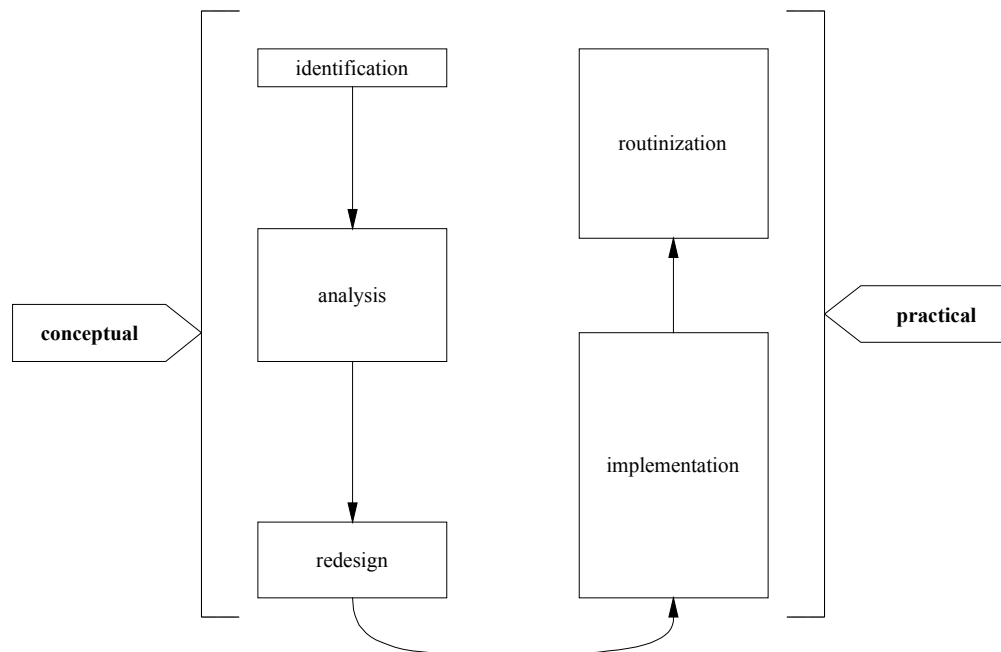 identification
routinization
analysis
conceptual
practical
implementation
redesign